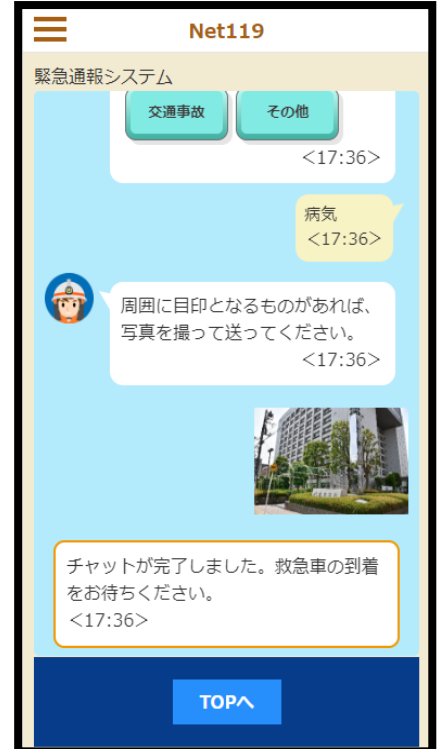 Net119
緊急通報システム
交通事故 その他
<17:36>
病気
<17:36>
周囲に目印となるものがあれば、
写真を撮って送ってください。
<17:36>
チャットが完了しました。救急車の到着
をお待ちください。
<17:36>
TOPへ